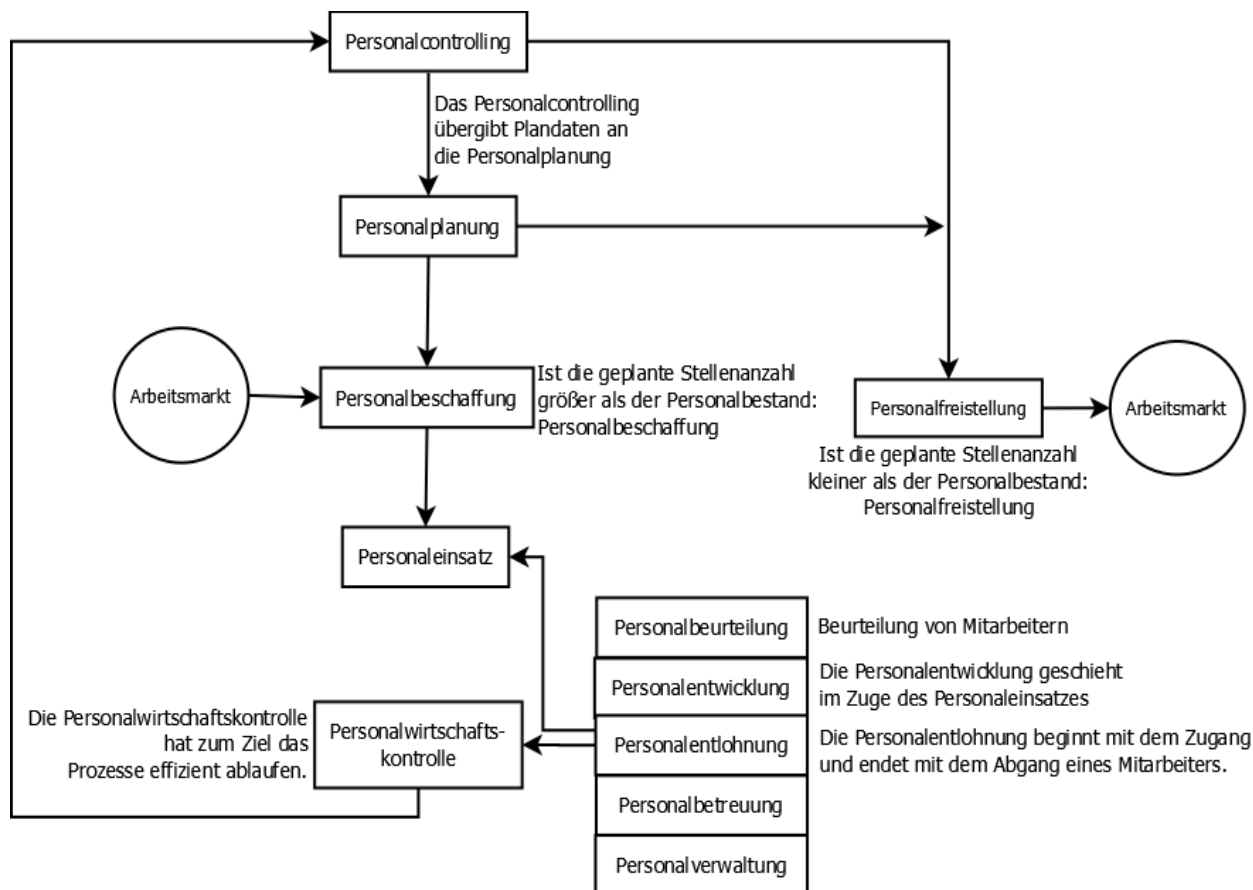 Personalcontrolling
Das Personalcontrolling
übergibt Plandaten an
die Personalplanung
Personalplanung
Arbeitsmarkt
Personalbeschaffung
Ist die geplante Stellenanzahl
größer als der Personalbestand:
Personalbeschaffung
Personalfreistellung
Arbeitsmarkt
Ist die geplante Stellenanzahl
kleiner als der Personalbestand:
Personalfreistellung
Personaleinsatz
Personalbeurteilung
Beurteilung von Mitarbeitern
Personalentwicklung
Die Personalentwicklung geschieht
im Zuge des Personaleinsatzes
Die Personalwirtschaftskontrolle
hat zum Ziel das
Prozesse effizient ablaufen.
Personalwirtschafts-
kontrolle
Personalentlohnung
Die Personalentlohnung beginnt mit dem Zugang
und endet mit dem Abgang eines Mitarbeiters.
Personalbetreuung
Personalverwaltung